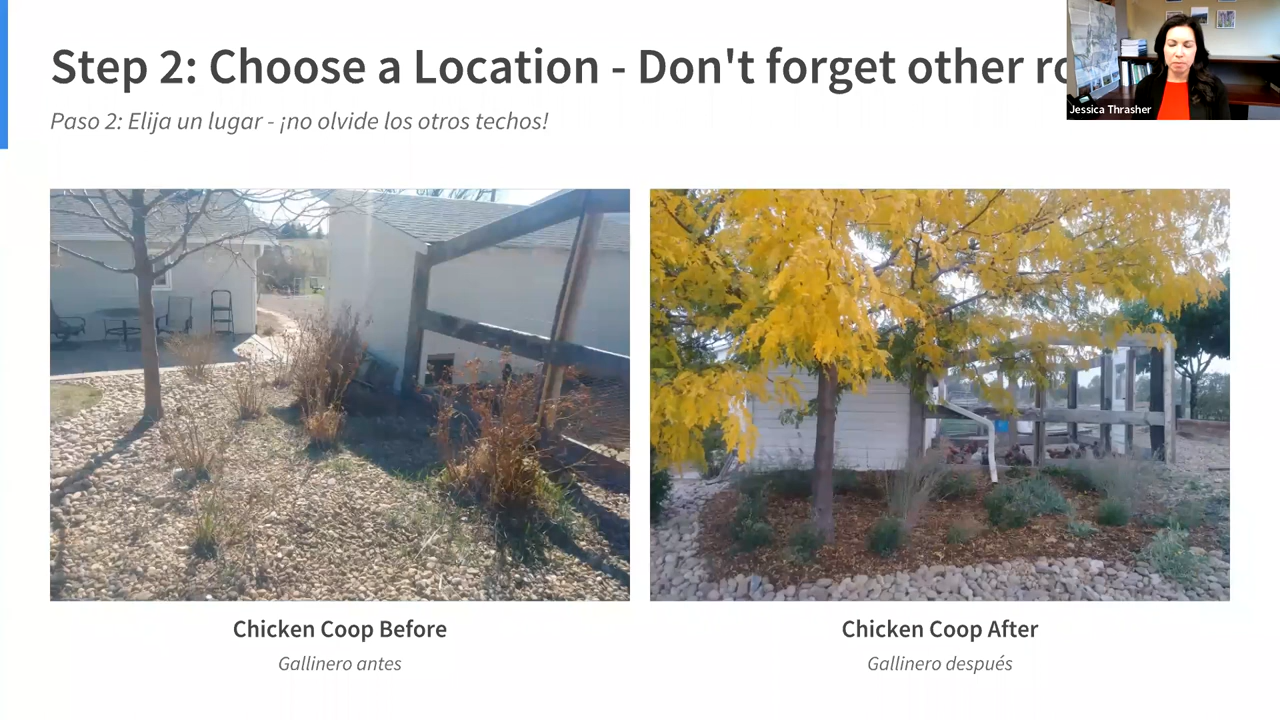 Step 2: Choose a Location - Don't forget other
Jessica Thrasher
Paso 2: Elija un lugar - ¡no olvide los otros techos!
Chicken Coop Before
Chicken Coop After
Gallinero antes
Gallinero después